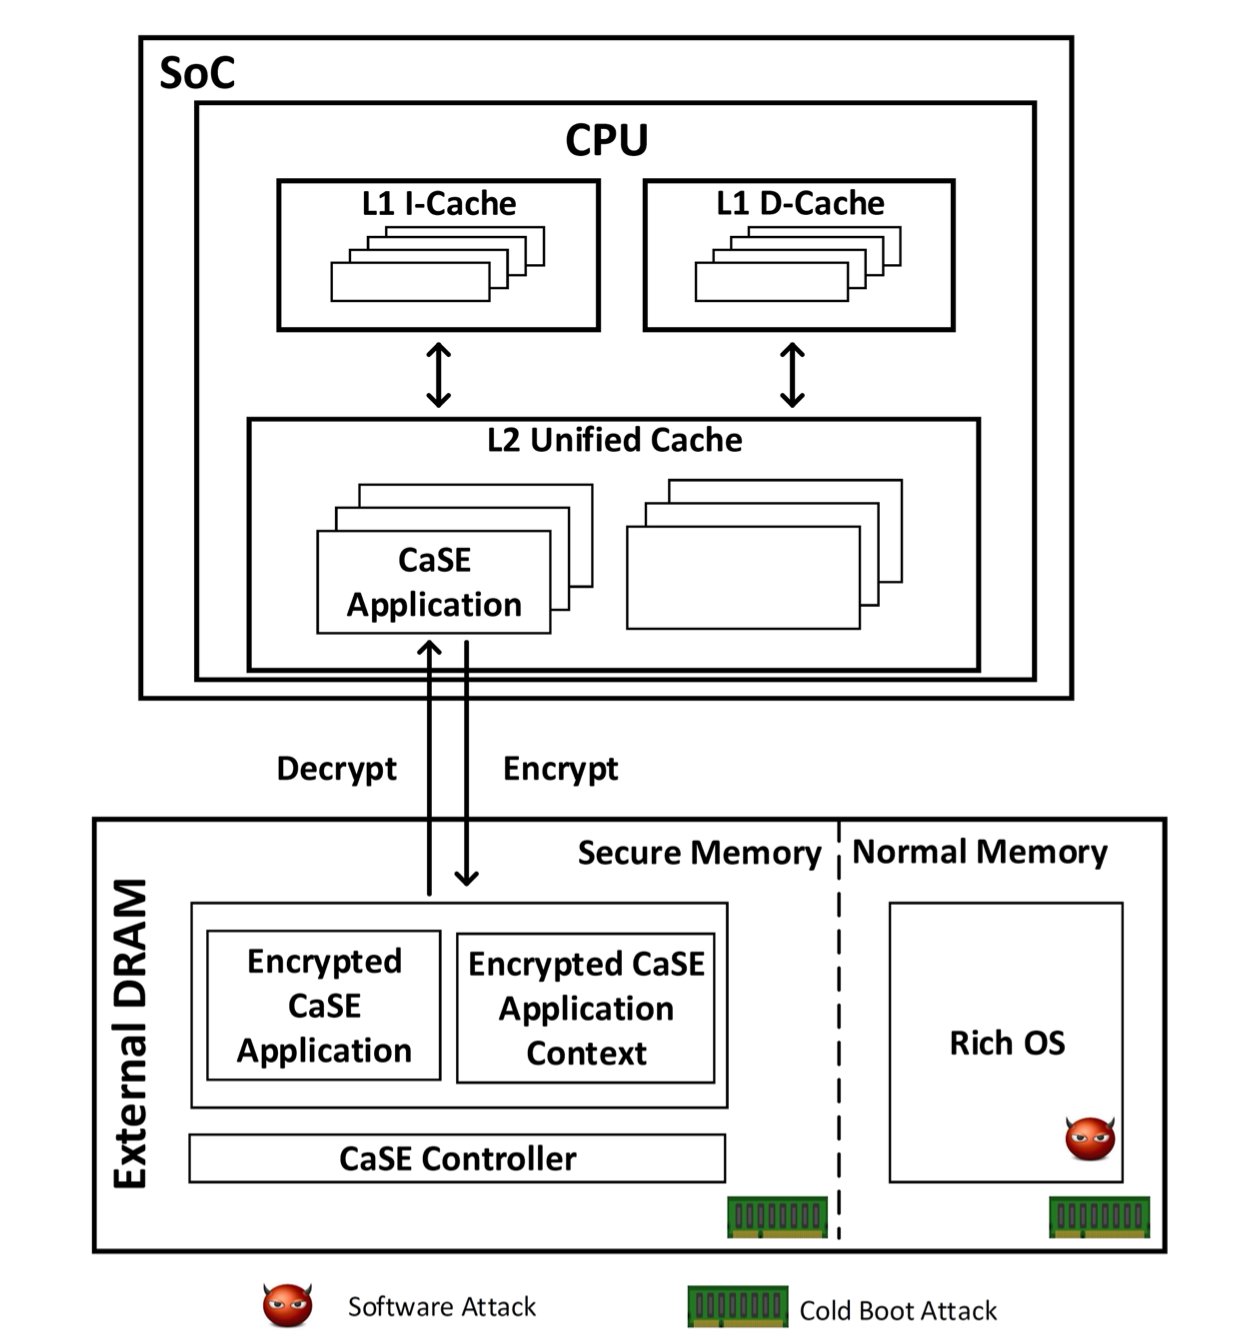 SoC
CPU
L1 I-Cache
L1 D-Cache
L2 Unified Cache
CaSE
Application
Decrypt
Encrypt
External DRAM
Secure Memory
Normal Memory
Encrypted
CaSE
Application
Encrypted CaSE
Application
Context
Rich OS
CaSE Controller
Software Attack
Cold Boot Attack